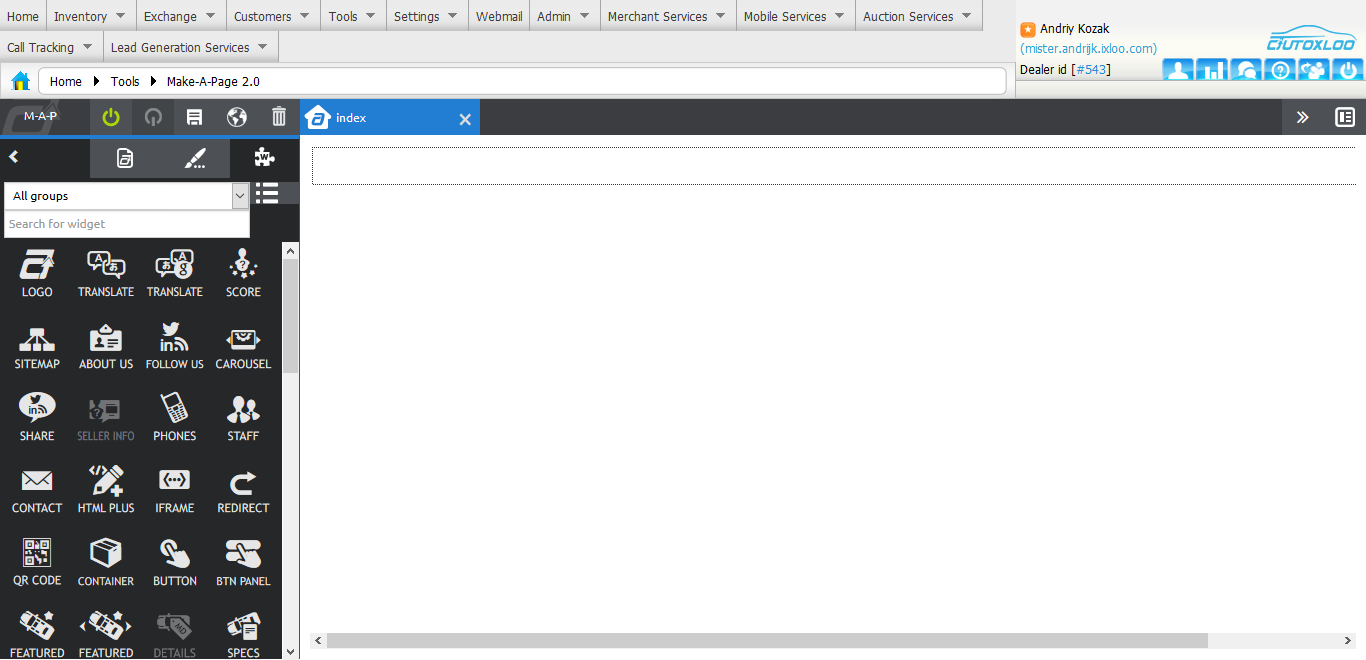 Home Inventory Exchange Customers Tools Settings Webmail Admin Merchant Services Mobile Services Auction Services
Call Tracking Lead Generation Services
Andriy Kozak
(mister.andrijk.ixloo.com)
Dealer id [#543]
AUTOXLOO
Home Tools Make-A-Page 2.0
M-A-P
index
All groups
Search for widget
LOGO TRANSLATE TRANSLATE SCORE
SITEMAP ABOUT US FOLLOW US CAROUSEL
SHARE SELLER INFO PHONES STAFF
CONTACT HTML PLUS IFRAME REDIRECT
QR CODE CONTAINER BUTTON BTN PANEL
FEATURED FEATURED DETAILS SPECS